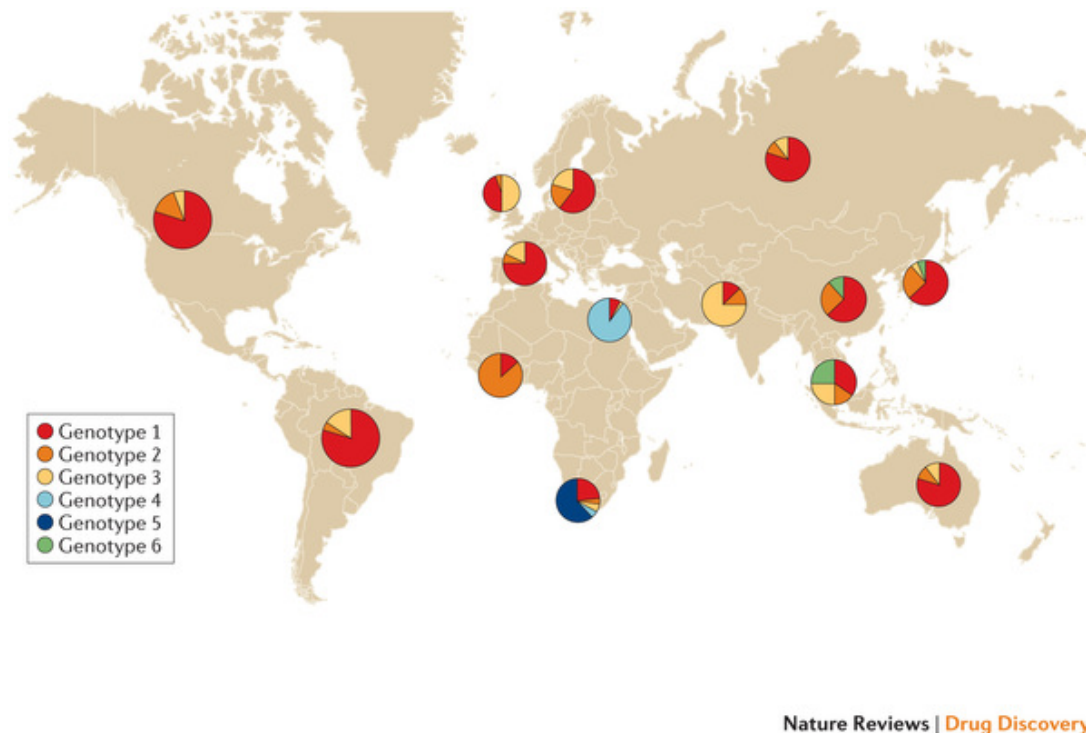 Genotype 1
Genotype 2
Genotype 3
Genotype 4
Genotype 5
Genotype 6
Nature Reviews | Drug Discovery